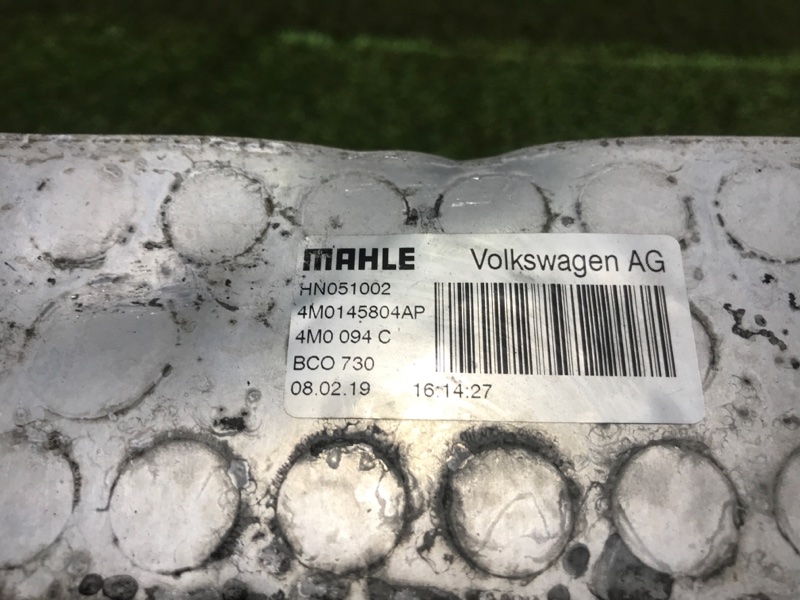 MAHLE Volkswagen AG
HN051002
4M0145804AP
4M0 094 C
BCO 730
08.02.19 16:14:27